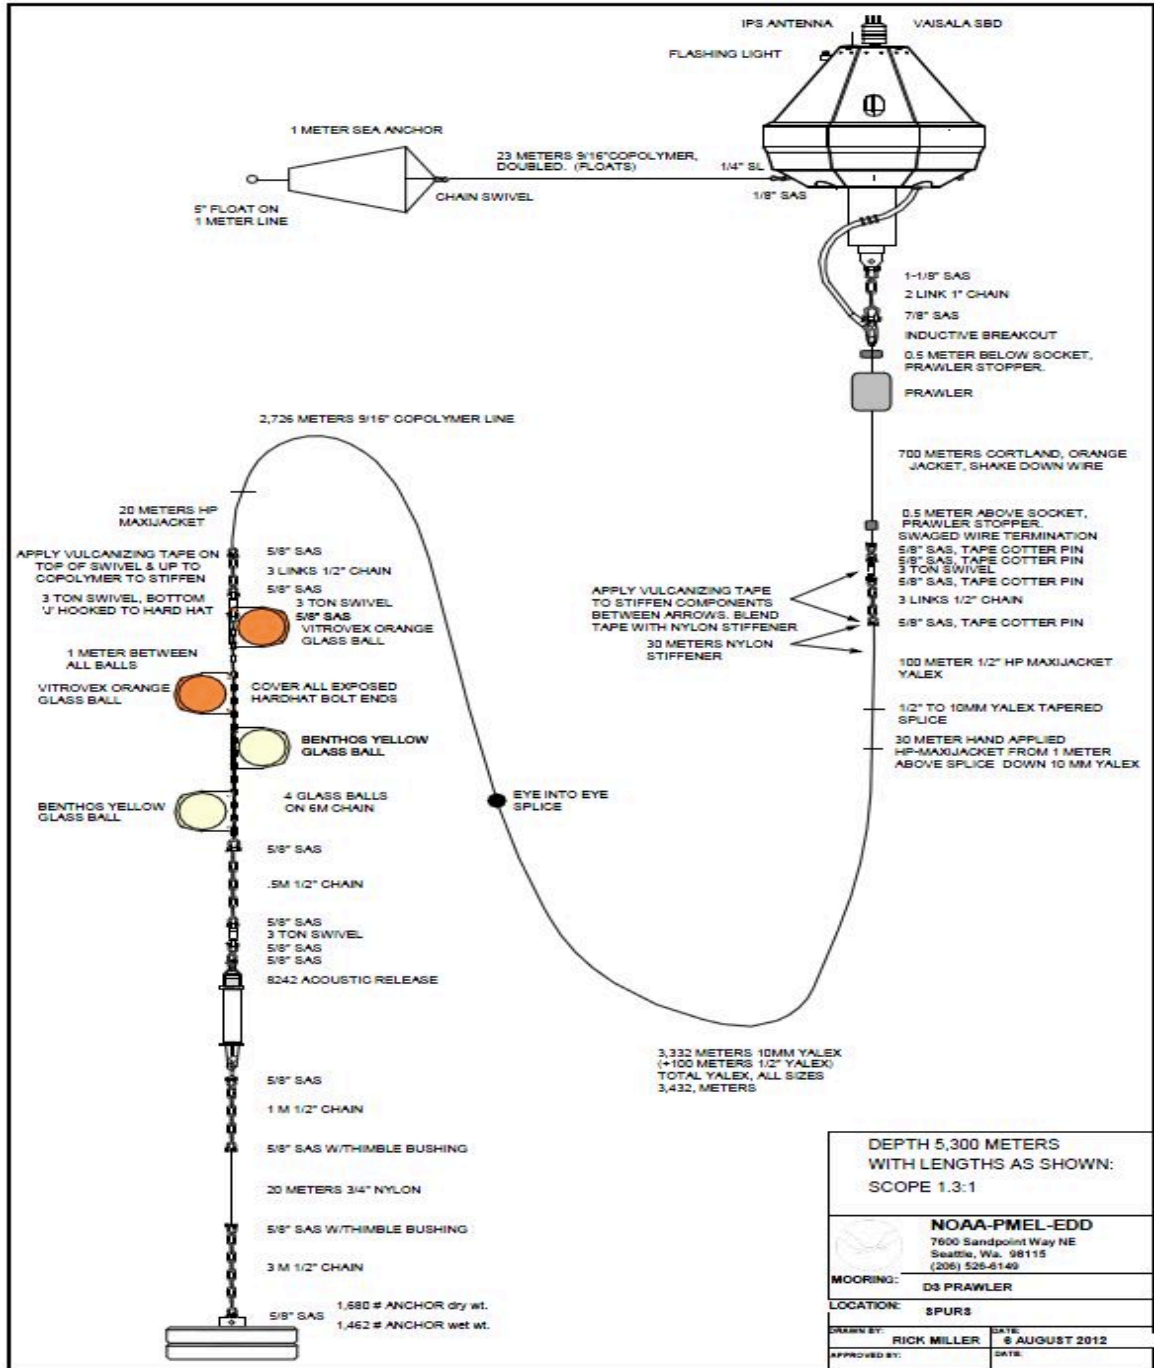 IPS ANTENNA
VAISALA SBD
FLASHING LIGHT
1 METER SEA ANCHOR
23 METERS 9/16"COPOLYMER,
DOUBLED. (FLOATS)
1/4" SL
CHAIN SWIVEL
1/8" SAS
5" FLOAT ON
1 METER LINE
1-1/8" SAS
2 LINK 1" CHAIN
7/8" SAS
INDUCTIVE BREAKOUT
0.5 METER BELOW SOCKET,
PRAWLER STOPPER.
PRAWLER
2,726 METERS 9/16" COPOLYMER LINE
700 METERS CORTLAND, ORANGE
JACKET, SHAKE DOWN WIRE
20 METERS HP
MAXIJACKET
0.5 METER ABOVE SOCKET,
PRAWLER STOPPER.
SWAGED WIRE TERMINATION
5/8" SAS, TAPE COTTER PIN
5/8" SAS, TAPE COTTER PIN
3 TON SWIVEL
5/8" SAS, TAPE COTTER PIN
3 LINKS 1/2" CHAIN
5/8" SAS, TAPE COTTER PIN
APPLY VULCANIZING TAPE ON
TOP OF SWIVEL & UP TO
COPOLYMER TO STIFFEN
5/8" SAS
3 LINKS 1/2" CHAIN
5/8" SAS
3 TON SWIVEL
5/8" SAS
3 TON SWIVEL, BOTTOM
'J' HOOKED TO HARD HAT
VITROVEX ORANGE
GLASS BALL
APPLY VULCANIZING TAPE
TO STIFFEN COMPONENTS
BETWEEN ARROWS. BLEND
TAPE WITH NYLON STIFFENER
30 METERS NYLON
STIFFENER
1 METER BETWEEN
ALL BALLS
100 METER 1/2" HP MAXIJACKET
YALEX
VITROVEX ORANGE
GLASS BALL
COVER ALL EXPOSED
HARDHAT BOLT ENDS
1/2" TO 10MM YALEX TAPERED
SPLICE
30 METER HAND APPLIED
HP-MAXIJACKET FROM 1 METER
ABOVE SPLICE DOWN 10 MM YALEX
BENTHOS YELLOW
GLASS BALL
BENTHOS YELLOW
GLASS BALL
4 GLASS BALLS
ON 6M CHAIN
EYE INTO EYE
SPLICE
5/8" SAS
.5M 1/2" CHAIN
5/8" SAS
3 TON SWIVEL
5/8" SAS
5/8" SAS
8242 ACOUSTIC RELEASE
3,332 METERS 10MM YALEX
(+100 METERS 1/2" YALEX)
TOTAL YALEX, ALL SIZES
3,432, METERS
5/8" SAS
1 M 1/2" CHAIN
5/8" SAS W/THIMBLE BUSHING
20 METERS 3/4" NYLON
5/8" SAS W/THIMBLE BUSHING
3 M 1/2" CHAIN
5/8" SAS
1,680 # ANCHOR dry wt.
1,462 # ANCHOR wet wt.
DEPTH 5,300 METERS
WITH LENGTHS AS SHOWN:
SCOPE 1.3:1
NOAA-PMEL-EDD
7600 Sandpoint Way NE
Seattle, Wa. 98115
(206) 526-6149
MOORING: D3 PRAWLER
LOCATION: SPURS
DRAWN BY: RICK MILLER
DATE: 6 AUGUST 2012
APPROVED BY:
DATE: